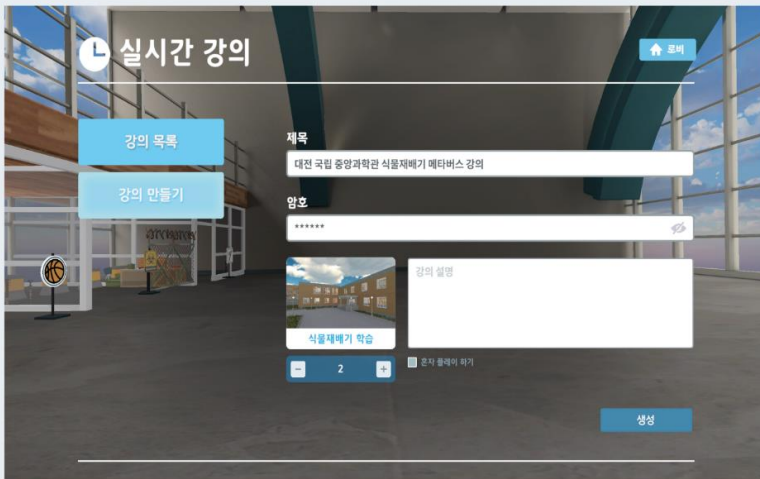 실시간 강의
로비
강의 목록
강의 만들기
제목
대전 국립 중앙과학관 식물재배기 메타버스 강의
암호
******
강의 설명
식물재배기 학습
- 2 +
혼자 플레이 하기
생성